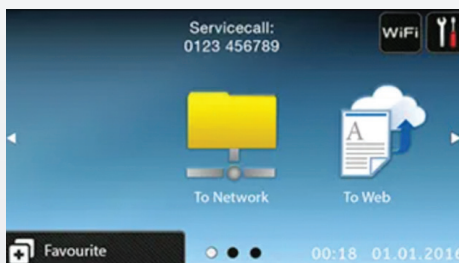 Servicecall:
0123 456789
WiFi
A
To Network
To Web
Favourite
00:18 01.01.2016